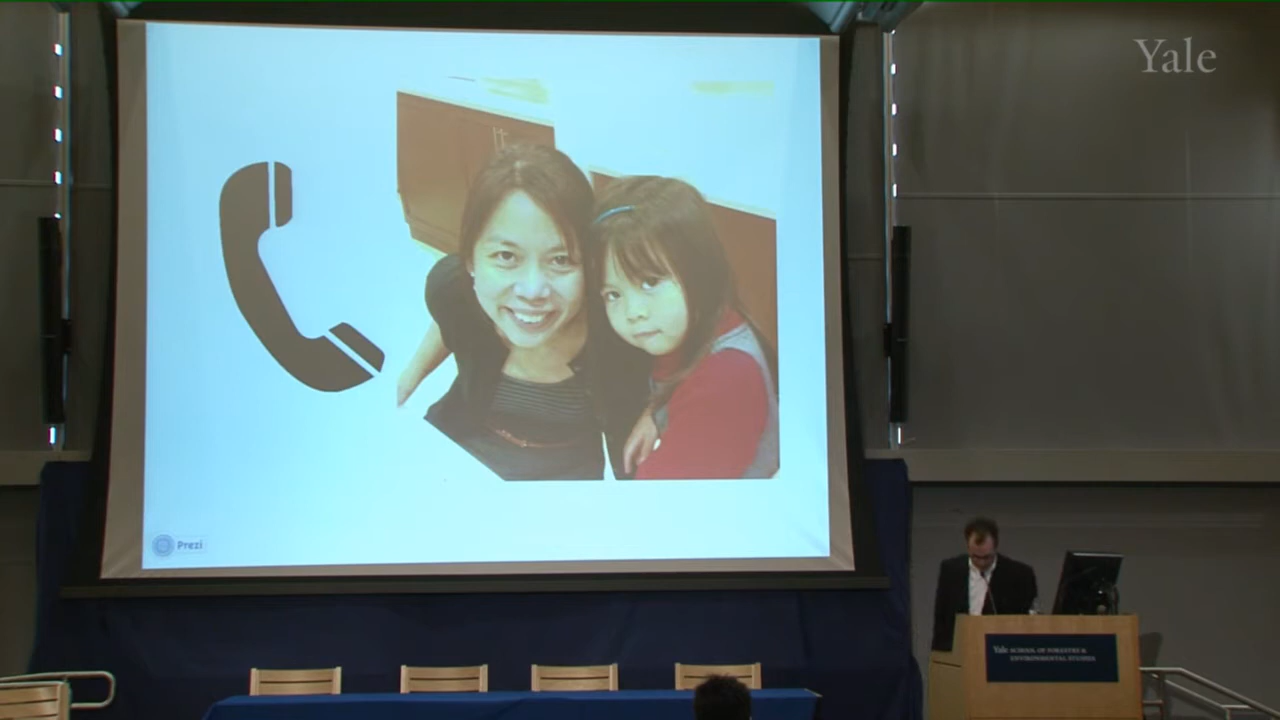 Yale
Prezi
Yale SCHOOL OF FORESTRY &
ENVIRONMENTAL STUDIES